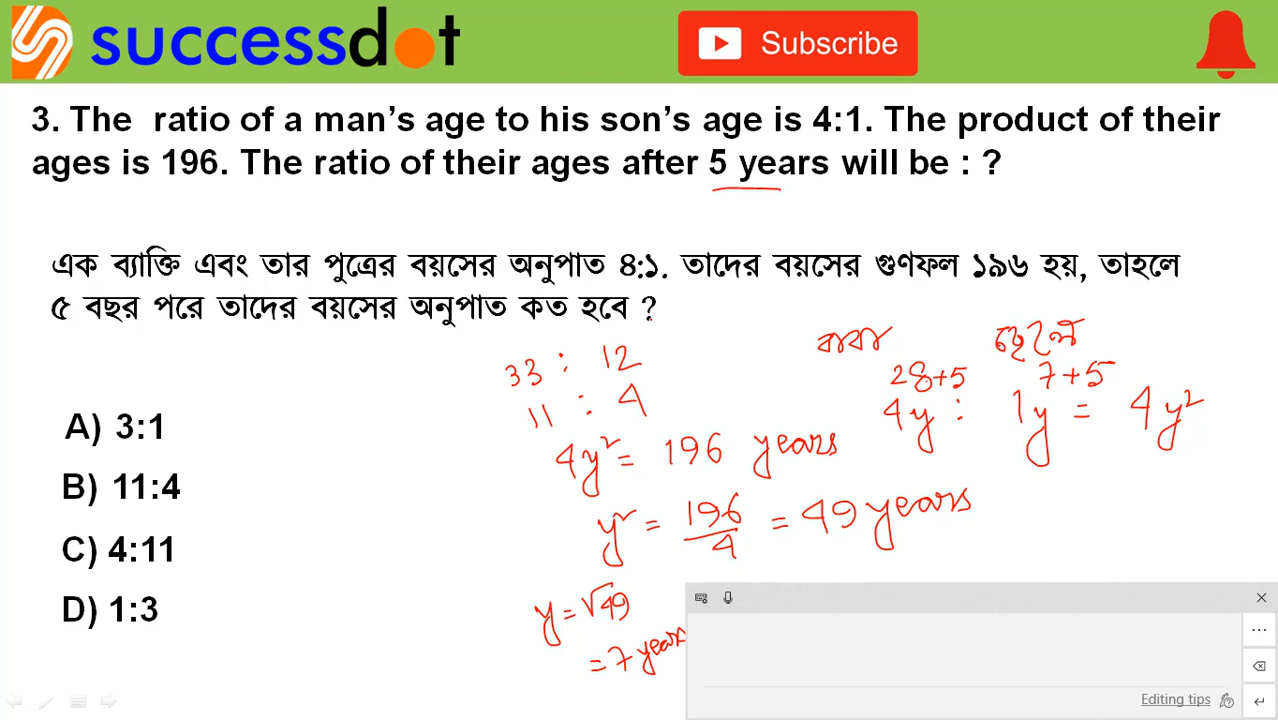 successdot
Subscribe
3. The ratio of a man’s age to his son’s age is 4:1. The product of their
ages is 196. The ratio of their ages after 5 years will be : ?
এক ব্যাক্তি এবং তার পুত্রের বয়সের অনুপাত 8:১. তাদের বয়সের গুণফল ১৯৬ হয়, তাহলে
৫ বছর পরে তাদের বয়সের অনুপাত কত হবে ?
বাবা ছেলে
33 : 12
28+5 7+5
11 : 4
4y : 1y = 4y²
A) 3:1
4y² = 196 years
B) 11:4
y² = 196/4 = 49 years
C) 4:11
D) 1:3
y = √49
= 7 years
Editing tips